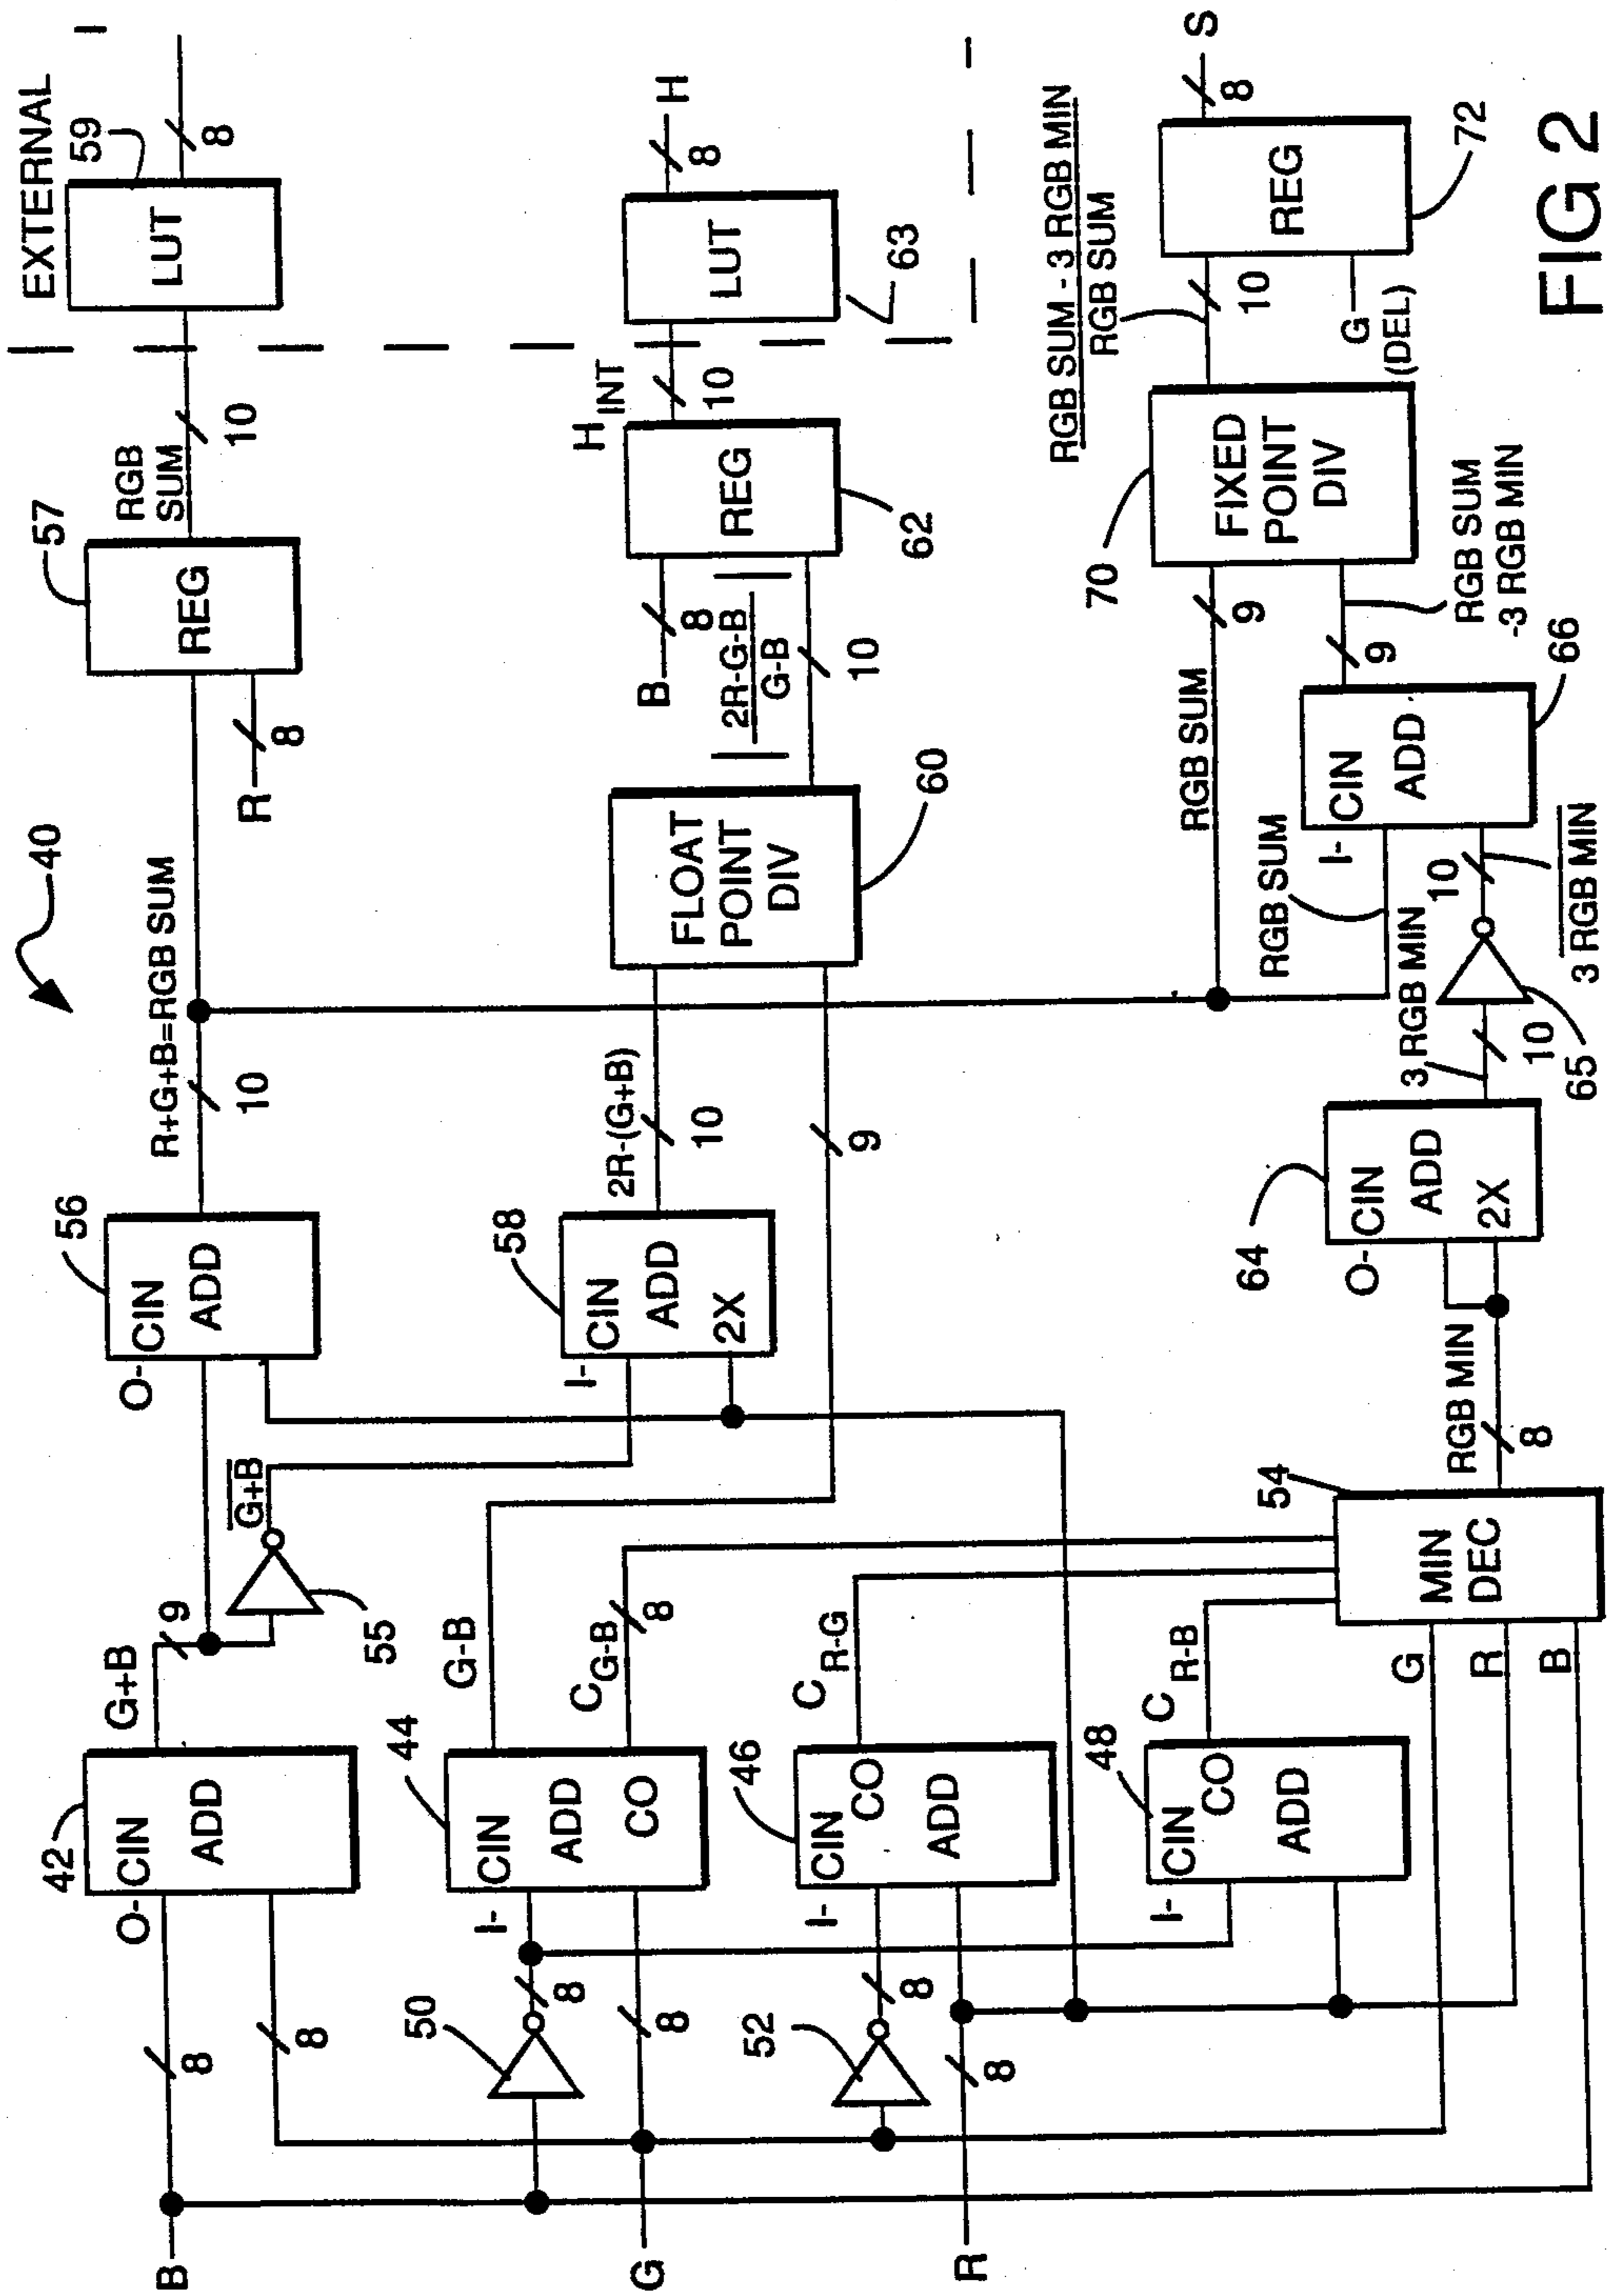 40
EXTERNAL
B
8
8
O-
CIN
ADD
42
G+B
9
55
G+B
O-
CIN
ADD
56
R+G+B=RGB SUM
10
R
8
REG
57
RGB
SUM
10
LUT
59
8
50
8
G
8
I-
CIN
ADD
CO
44
G-B
C G-B
8
I-
CIN
ADD
2X
58
2R-(G+B)
10
9
FLOAT
POINT
DIV
60
2R-G-B
G-B
10
B
8
REG
62
H INT
10
LUT
63
8
H
52
8
R
8
I-
CIN
CO
ADD
46
C R-G
I-
CIN
CO
ADD
48
C R-B
G
R
B
MIN
DEC
54
RGB MIN
8
O-
CIN
ADD
2X
64
3 RGB MIN
10
65
10
3 RGB MIN
RGB SUM
I-
CIN
ADD
66
RGB SUM
9
9
RGB SUM
-3 RGB MIN
FIXED
POINT
DIV
70
RGB SUM - 3 RGB MIN
RGB SUM
10
G
(DEL)
REG
72
8
S
FIG 2